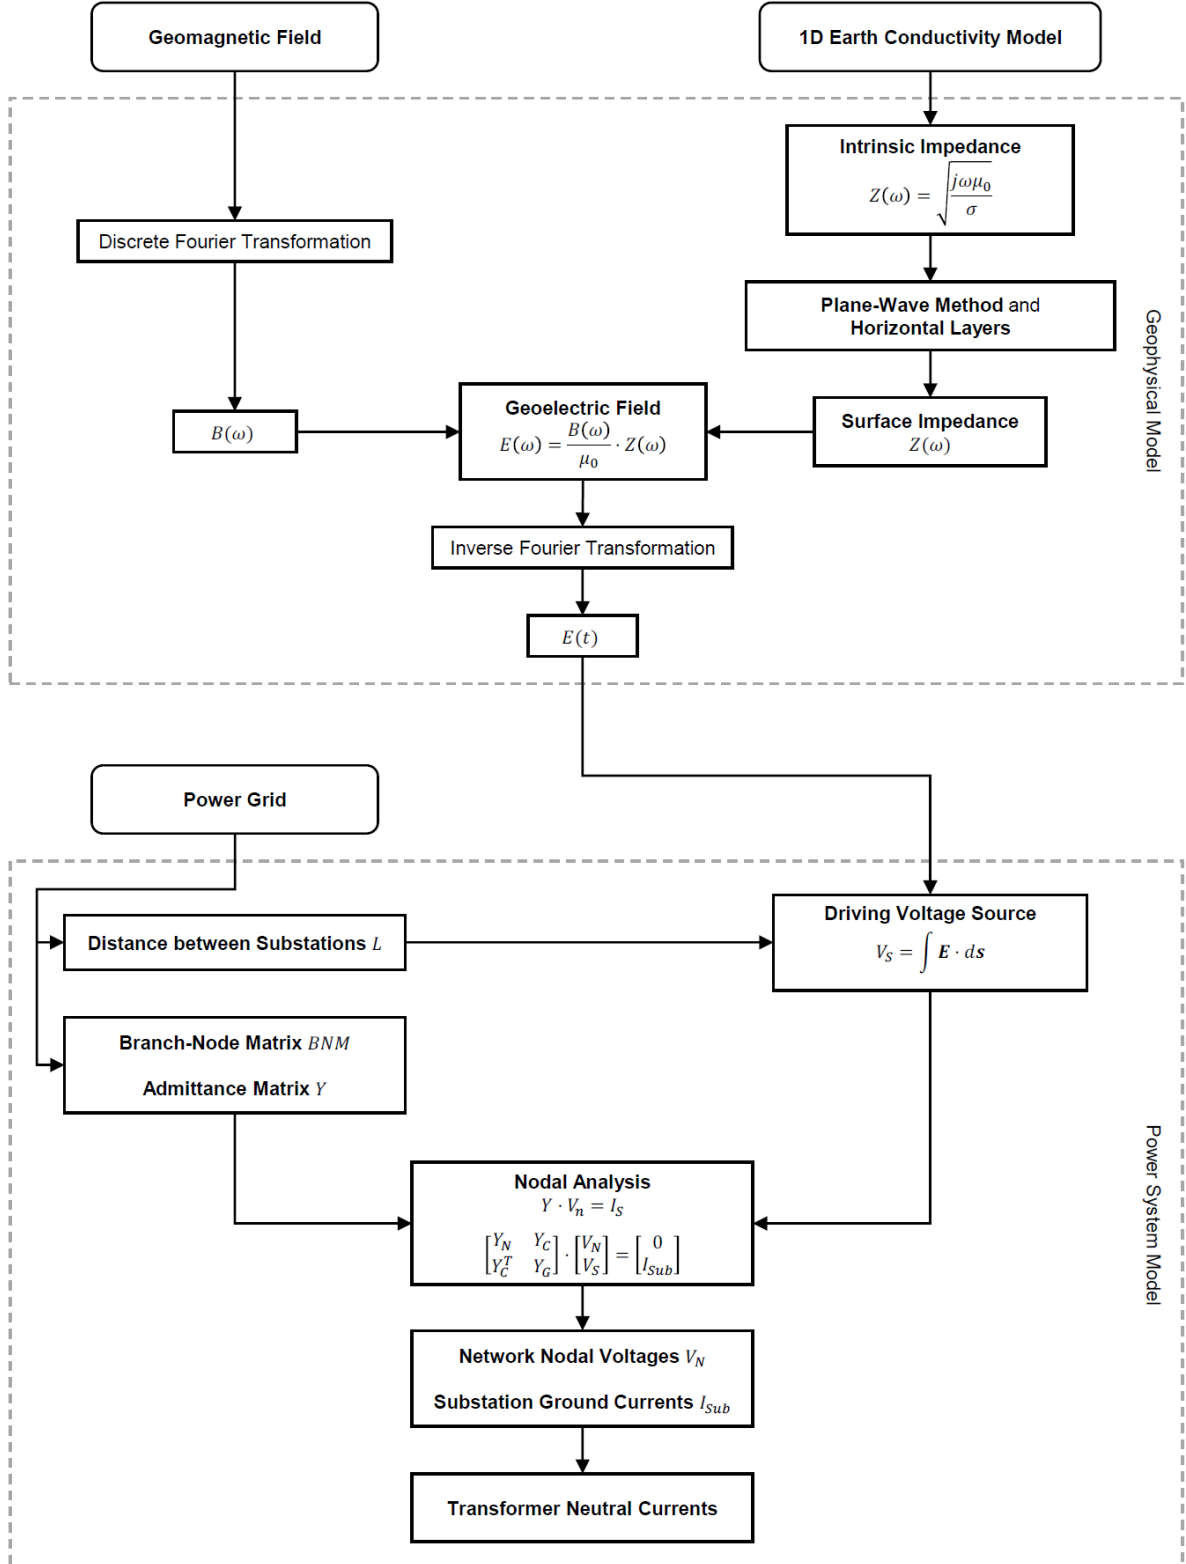 Geomagnetic Field
1D Earth Conductivity Model
Intrinsic Impedance
Z(ω) = √(jωμ₀/σ)
Discrete Fourier Transformation
Plane-Wave Method and
Horizontal Layers
Geophysical Model
B(ω)
Geoelectric Field
E(ω) = B(ω)/μ₀ · Z(ω)
Surface Impedance
Z(ω)
Inverse Fourier Transformation
E(t)
Power Grid
Distance between Substations L
Driving Voltage Source
V_S = ∫ E · ds
Branch-Node Matrix BNM
Admittance Matrix Y
Power System Model
Nodal Analysis
Y · V_n = I_S
[Y_N Y_C; Y_C^T Y_G] · [V_N; V_S] = [0; I_Sub]
Network Nodal Voltages V_N
Substation Ground Currents I_Sub
Transformer Neutral Currents